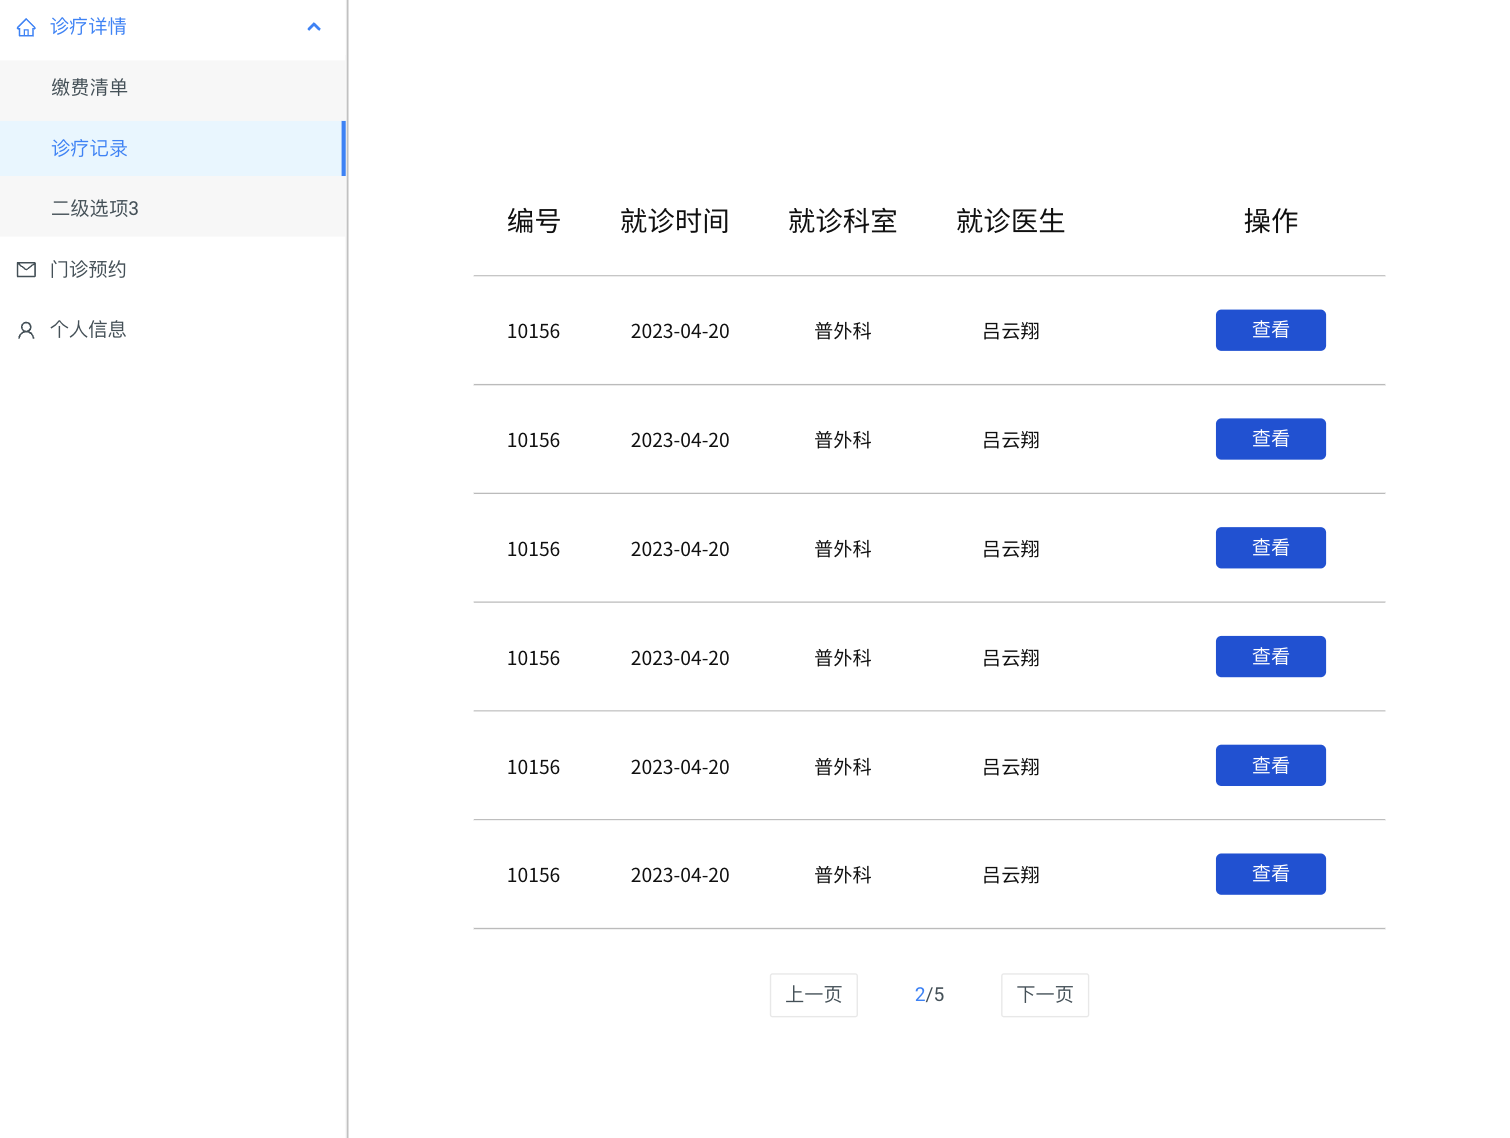 诊疗详情
缴费清单
诊疗记录
二级选项3
门诊预约
个人信息
编号 就诊时间 就诊科室 就诊医生 操作
10156 2023-04-20 普外科 吕云翔 查看
10156 2023-04-20 普外科 吕云翔 查看
10156 2023-04-20 普外科 吕云翔 查看
10156 2023-04-20 普外科 吕云翔 查看
10156 2023-04-20 普外科 吕云翔 查看
10156 2023-04-20 普外科 吕云翔 查看
上一页 2/5 下一页